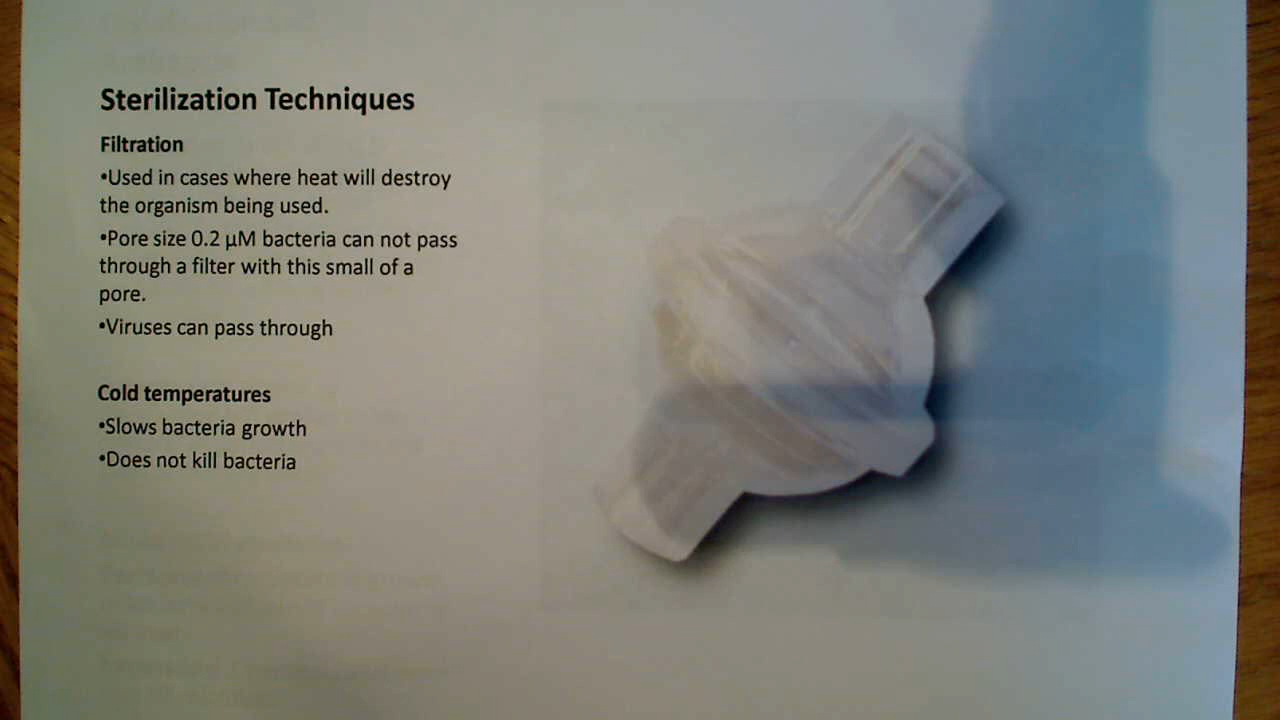 Sterilization Techniques
Filtration
•Used in cases where heat will destroy
the organism being used.
•Pore size 0.2 µM bacteria can not pass
through a filter with this small of a
pore.
•Viruses can pass through
Cold temperatures
•Slows bacteria growth
•Does not kill bacteria